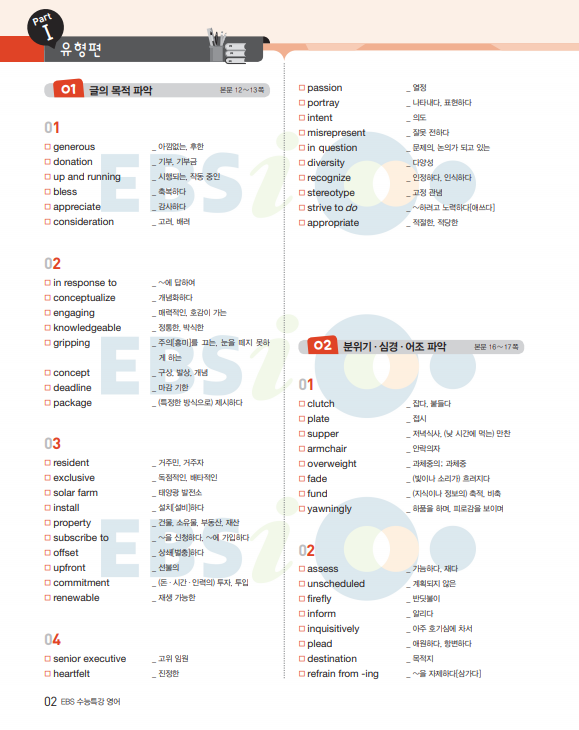 Part
I
유형편
01 글의 목적 파악 본문 12~13쪽
01
generous _ 아낌없는, 후한
donation _ 기부, 기부금
up and running _ 시행되는, 작동 중인
bless _ 축복하다
appreciate _ 감사하다
consideration _ 고려, 배려
02
in response to _ ~에 답하여
conceptualize _ 개념화하다
engaging _ 매력적인, 호감이 가는
knowledgeable _ 정통한, 박식한
gripping _ 주의[흥미]를 끄는, 눈을 떼지 못하
게 하는
concept _ 구상, 발상, 개념
deadline _ 마감 기한
package _ (특정한 방식으로) 제시하다
03
resident _ 거주민, 거주자
exclusive _ 독점적인, 배타적인
solar farm _ 태양광 발전소
install _ 설치[설비]하다
property _ 건물, 소유물, 부동산, 재산
subscribe to _ ~을 신청하다, ~에 가입하다
offset _ 상쇄[벌충]하다
upfront _ 선불의
commitment _ (돈·시간·인력의) 투자, 투입
renewable _ 재생 가능한
04
senior executive _ 고위 임원
heartfelt _ 진정한
passion _ 열정
portray _ 나타내다, 표현하다
intent _ 의도
misrepresent _ 잘못 전하다
in question _ 문제의, 논의가 되고 있는
diversity _ 다양성
recognize _ 인정하다, 인식하다
stereotype _ 고정 관념
strive to do _ ~하려고 노력하다[애쓰다]
appropriate _ 적절한, 적당한
02 분위기·심경·어조 파악 본문 16~17쪽
01
clutch _ 잡다, 붙들다
plate _ 접시
supper _ 저녁식사, (낮 시간에 먹는) 만찬
armchair _ 안락의자
overweight _ 과체중의; 과체중
fade _ (빛이나 소리가) 흐려지다
fund _ (지식이나 정보의) 축적, 비축
yawningly _ 하품을 하며, 피로감을 보이며
02
assess _ 가늠하다, 재다
unscheduled _ 계획되지 않은
firefly _ 반딧불이
inform _ 알리다
inquisitively _ 아주 호기심에 차서
plead _ 애원하다, 항변하다
destination _ 목적지
refrain from -ing _ ~을 자제하다[삼가다]
02 EBS 수능특강 영어
EBSi
EBSi
EBSi